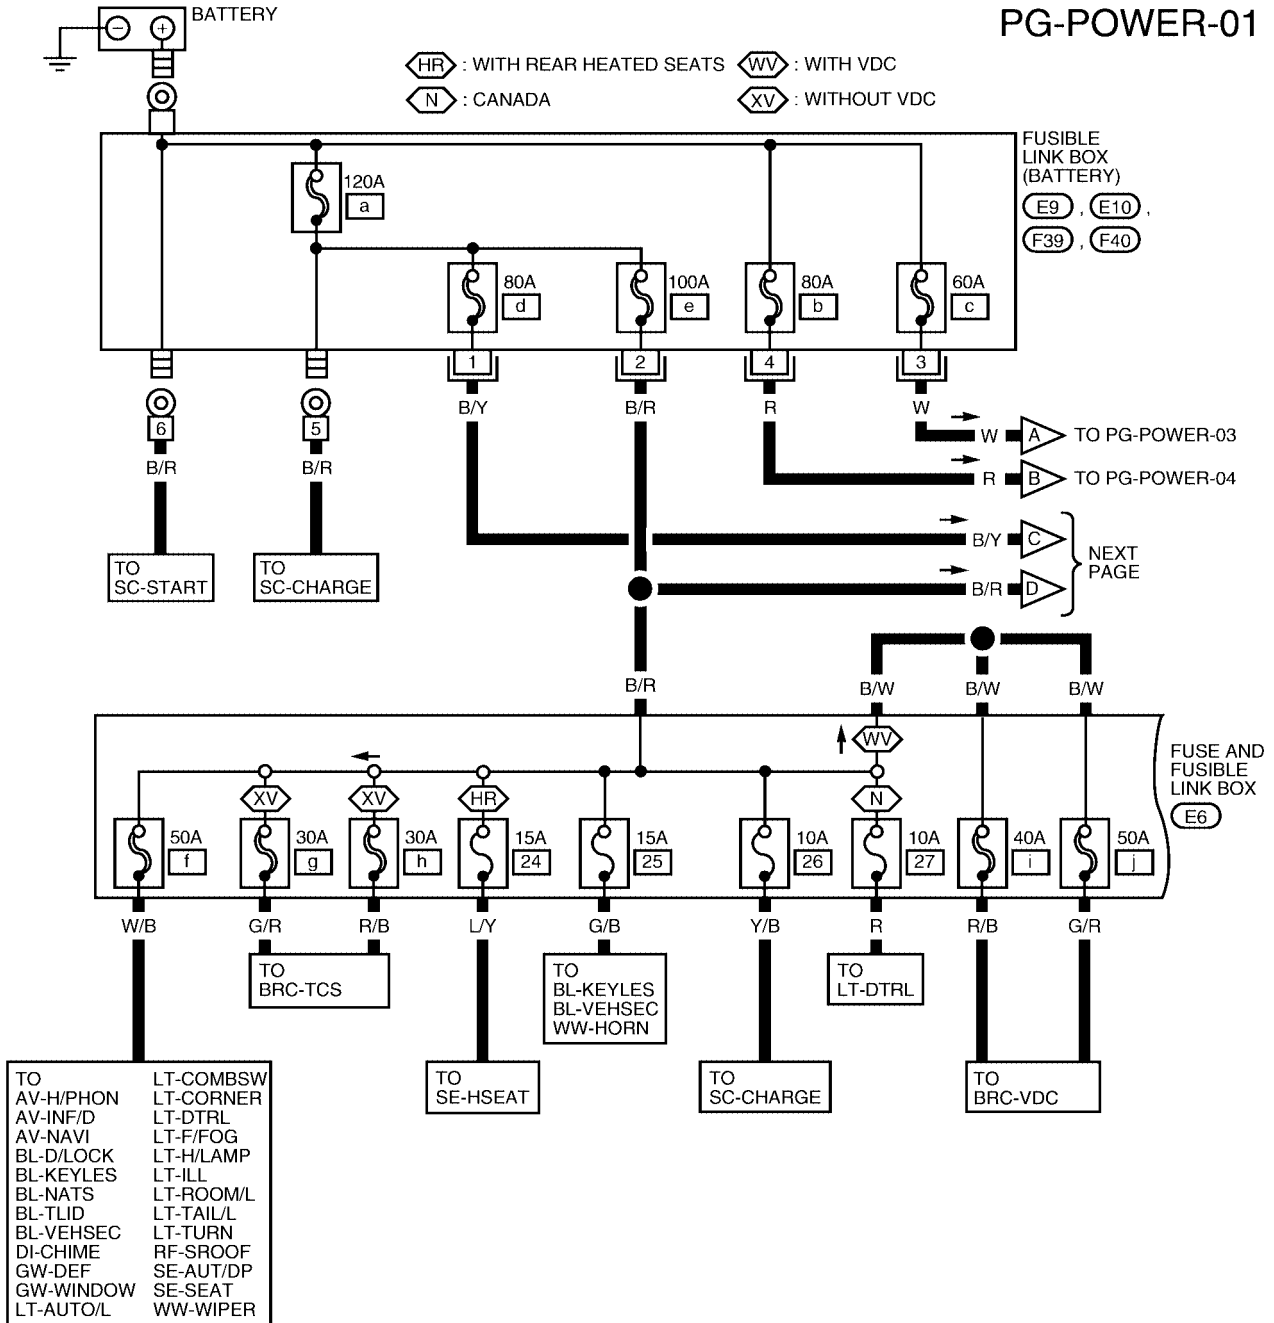 PG-POWER-01
BATTERY
− +
HR : WITH REAR HEATED SEATS WV : WITH VDC
N : CANADA XV : WITHOUT VDC
FUSIBLE
LINK BOX
(BATTERY)
E9 , E10 ,
F39 , F40
120A
a
80A 100A 80A 60A
d e b c
1 2 4 3
B/Y B/R R W
6 5
B/R B/R
W A TO PG-POWER-03
R B TO PG-POWER-04
B/Y C
B/R D
NEXT
PAGE
TO
SC-START
TO
SC-CHARGE
B/R B/W B/W B/W
WV
FUSE AND
FUSIBLE
LINK BOX
E6
XV XV HR N
50A 30A 30A 15A 15A 10A 10A 40A 50A
f g h 24 25 26 27 i j
W/B G/R R/B L/Y G/B Y/B R R/B G/R
TO
BRC-TCS
TO
BL-KEYLES
BL-VEHSEC
WW-HORN
TO
LT-DTRL
TO
SE-HSEAT
TO
SC-CHARGE
TO
BRC-VDC
TO LT-COMBSW
AV-H/PHON LT-CORNER
AV-INF/D LT-DTRL
AV-NAVI LT-F/FOG
BL-D/LOCK LT-H/LAMP
BL-KEYLES LT-ILL
BL-NATS LT-ROOM/L
BL-TLID LT-TAIL/L
BL-VEHSEC LT-TURN
DI-CHIME RF-SROOF
GW-DEF SE-AUT/DP
GW-WINDOW SE-SEAT
LT-AUTO/L WW-WIPER